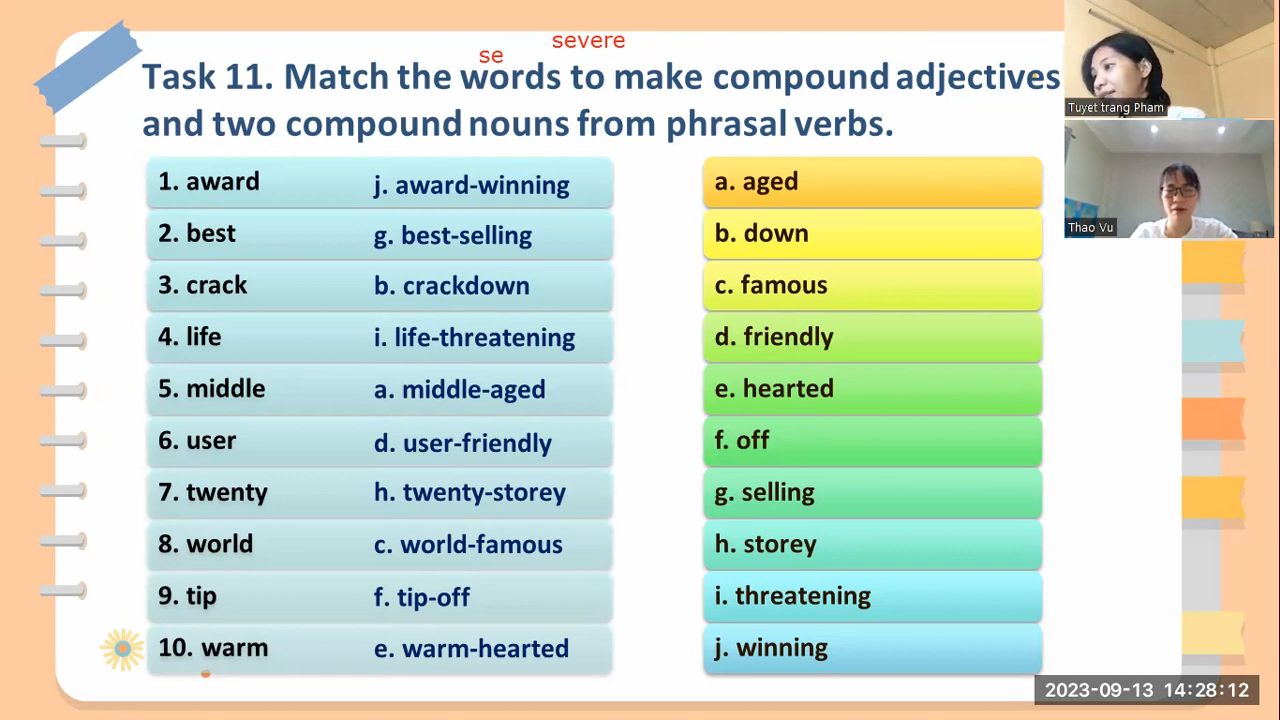 severe
se
Task 11. Match the words to make compound adjectives
and two compound nouns from phrasal verbs.
Tuyet trang Pham
Thao Vu
1. award j. award-winning
2. best g. best-selling
3. crack b. crackdown
4. life i. life-threatening
5. middle a. middle-aged
6. user d. user-friendly
7. twenty h. twenty-storey
8. world c. world-famous
9. tip f. tip-off
10. warm e. warm-hearted
a. aged
b. down
c. famous
d. friendly
e. hearted
f. off
g. selling
h. storey
i. threatening
j. winning
2023-09-13 14:28:12